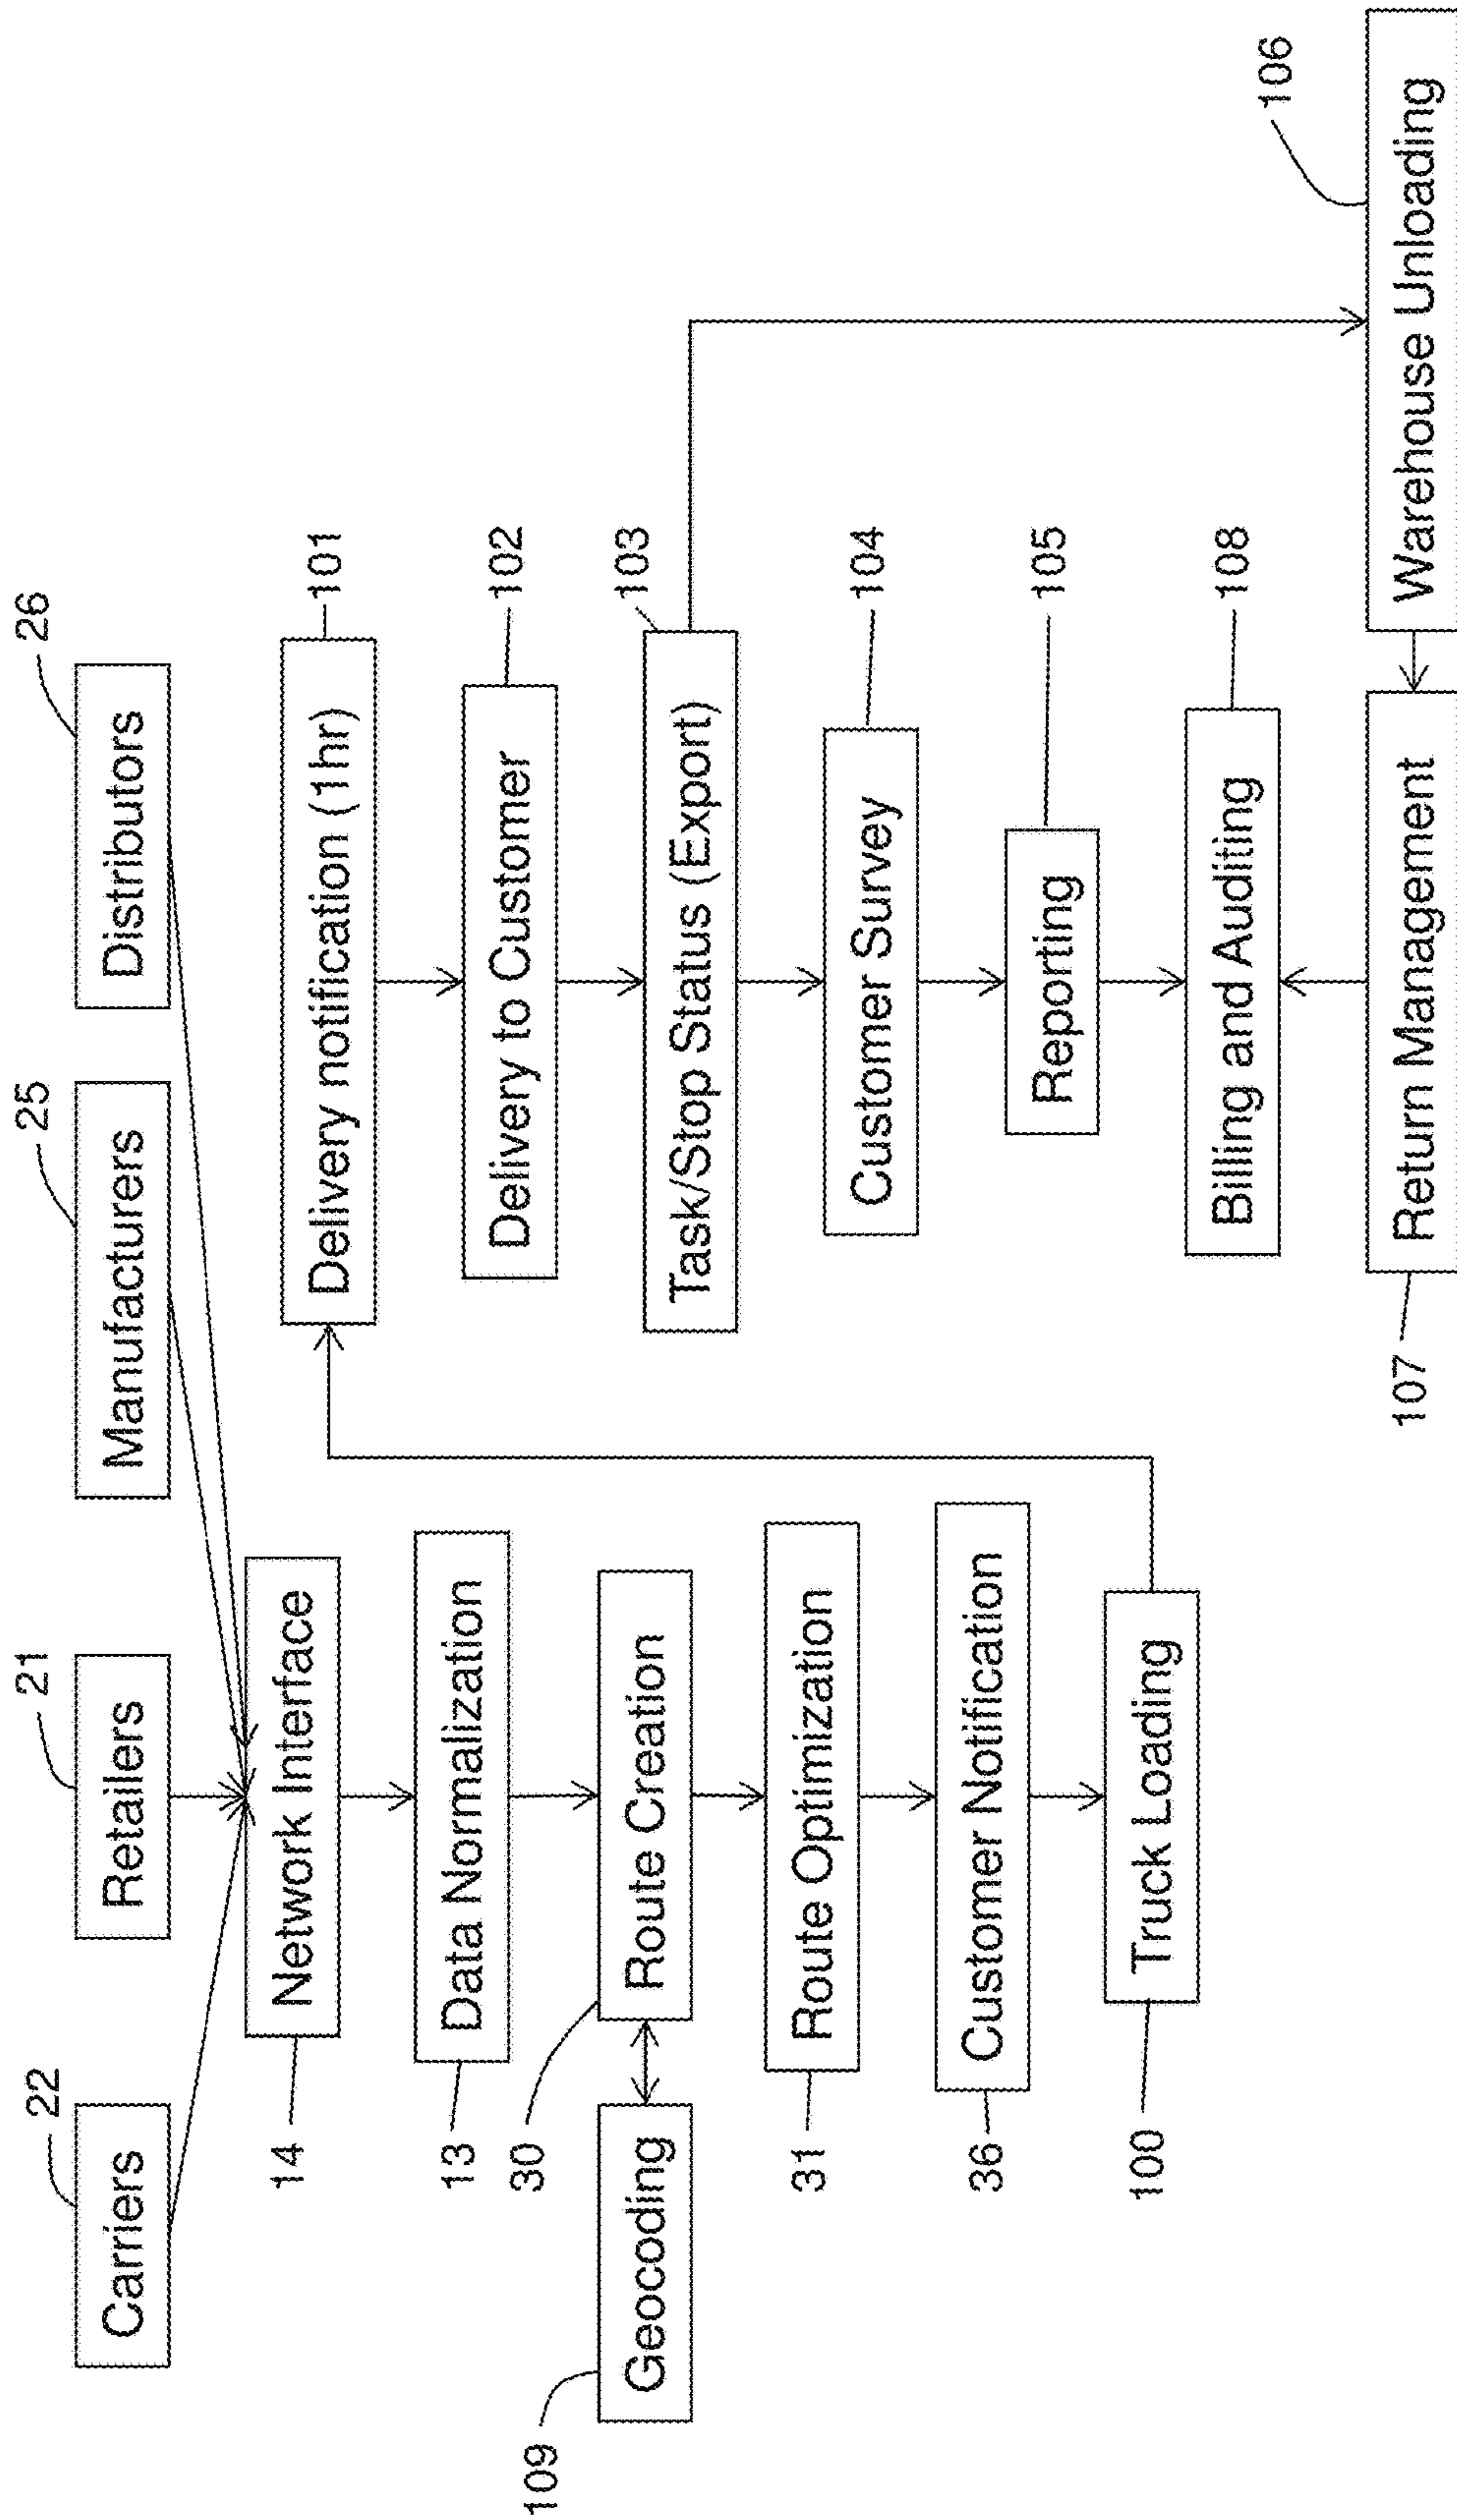 22
Carriers
21
Retailers
25
Manufacturers
26
Distributors
14
Network Interface
13
Data Normalization
30
Route Creation
109
Geocoding
31
Route Optimization
36
Customer Notification
100
Truck Loading
Delivery notification (1hr)
101
Delivery to Customer
102
Task/Stop Status (Export)
103
Customer Survey
104
Reporting
105
Billing and Auditing
108
107
Return Management
Warehouse Unloading
106